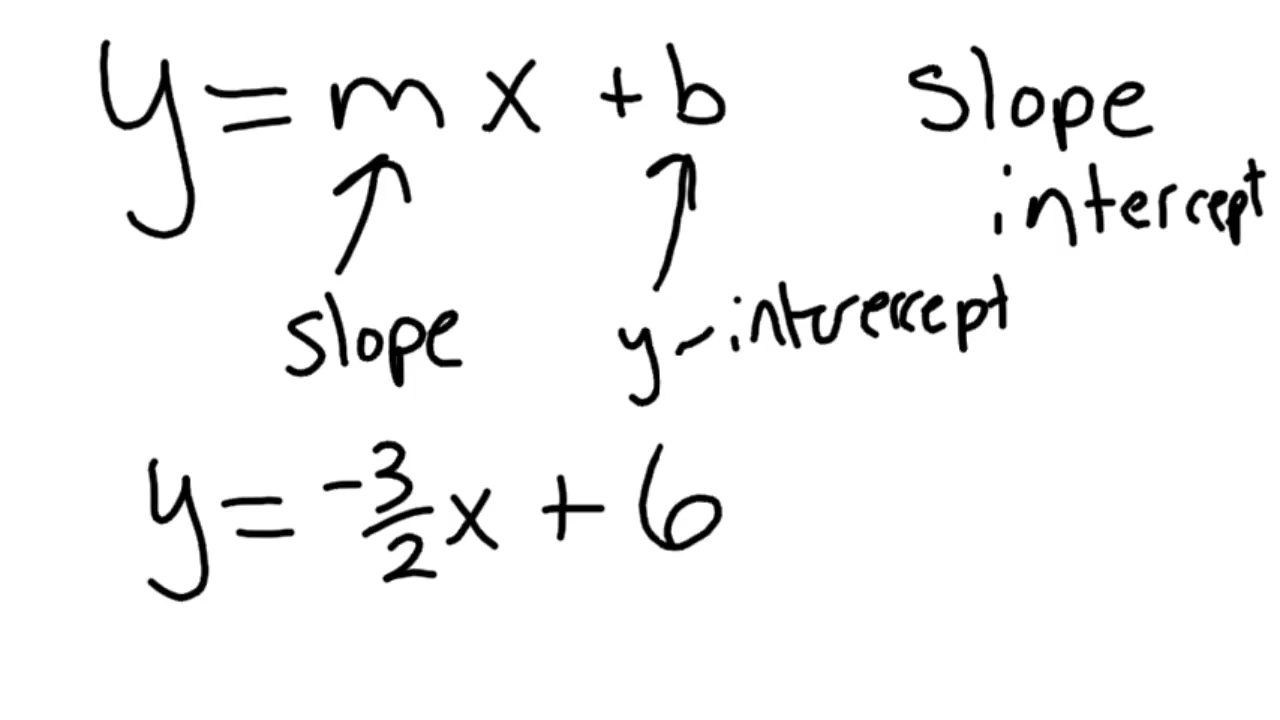 y = mx + b
slope
intercept
slope
y-intercept
y = -3/2 x + 6